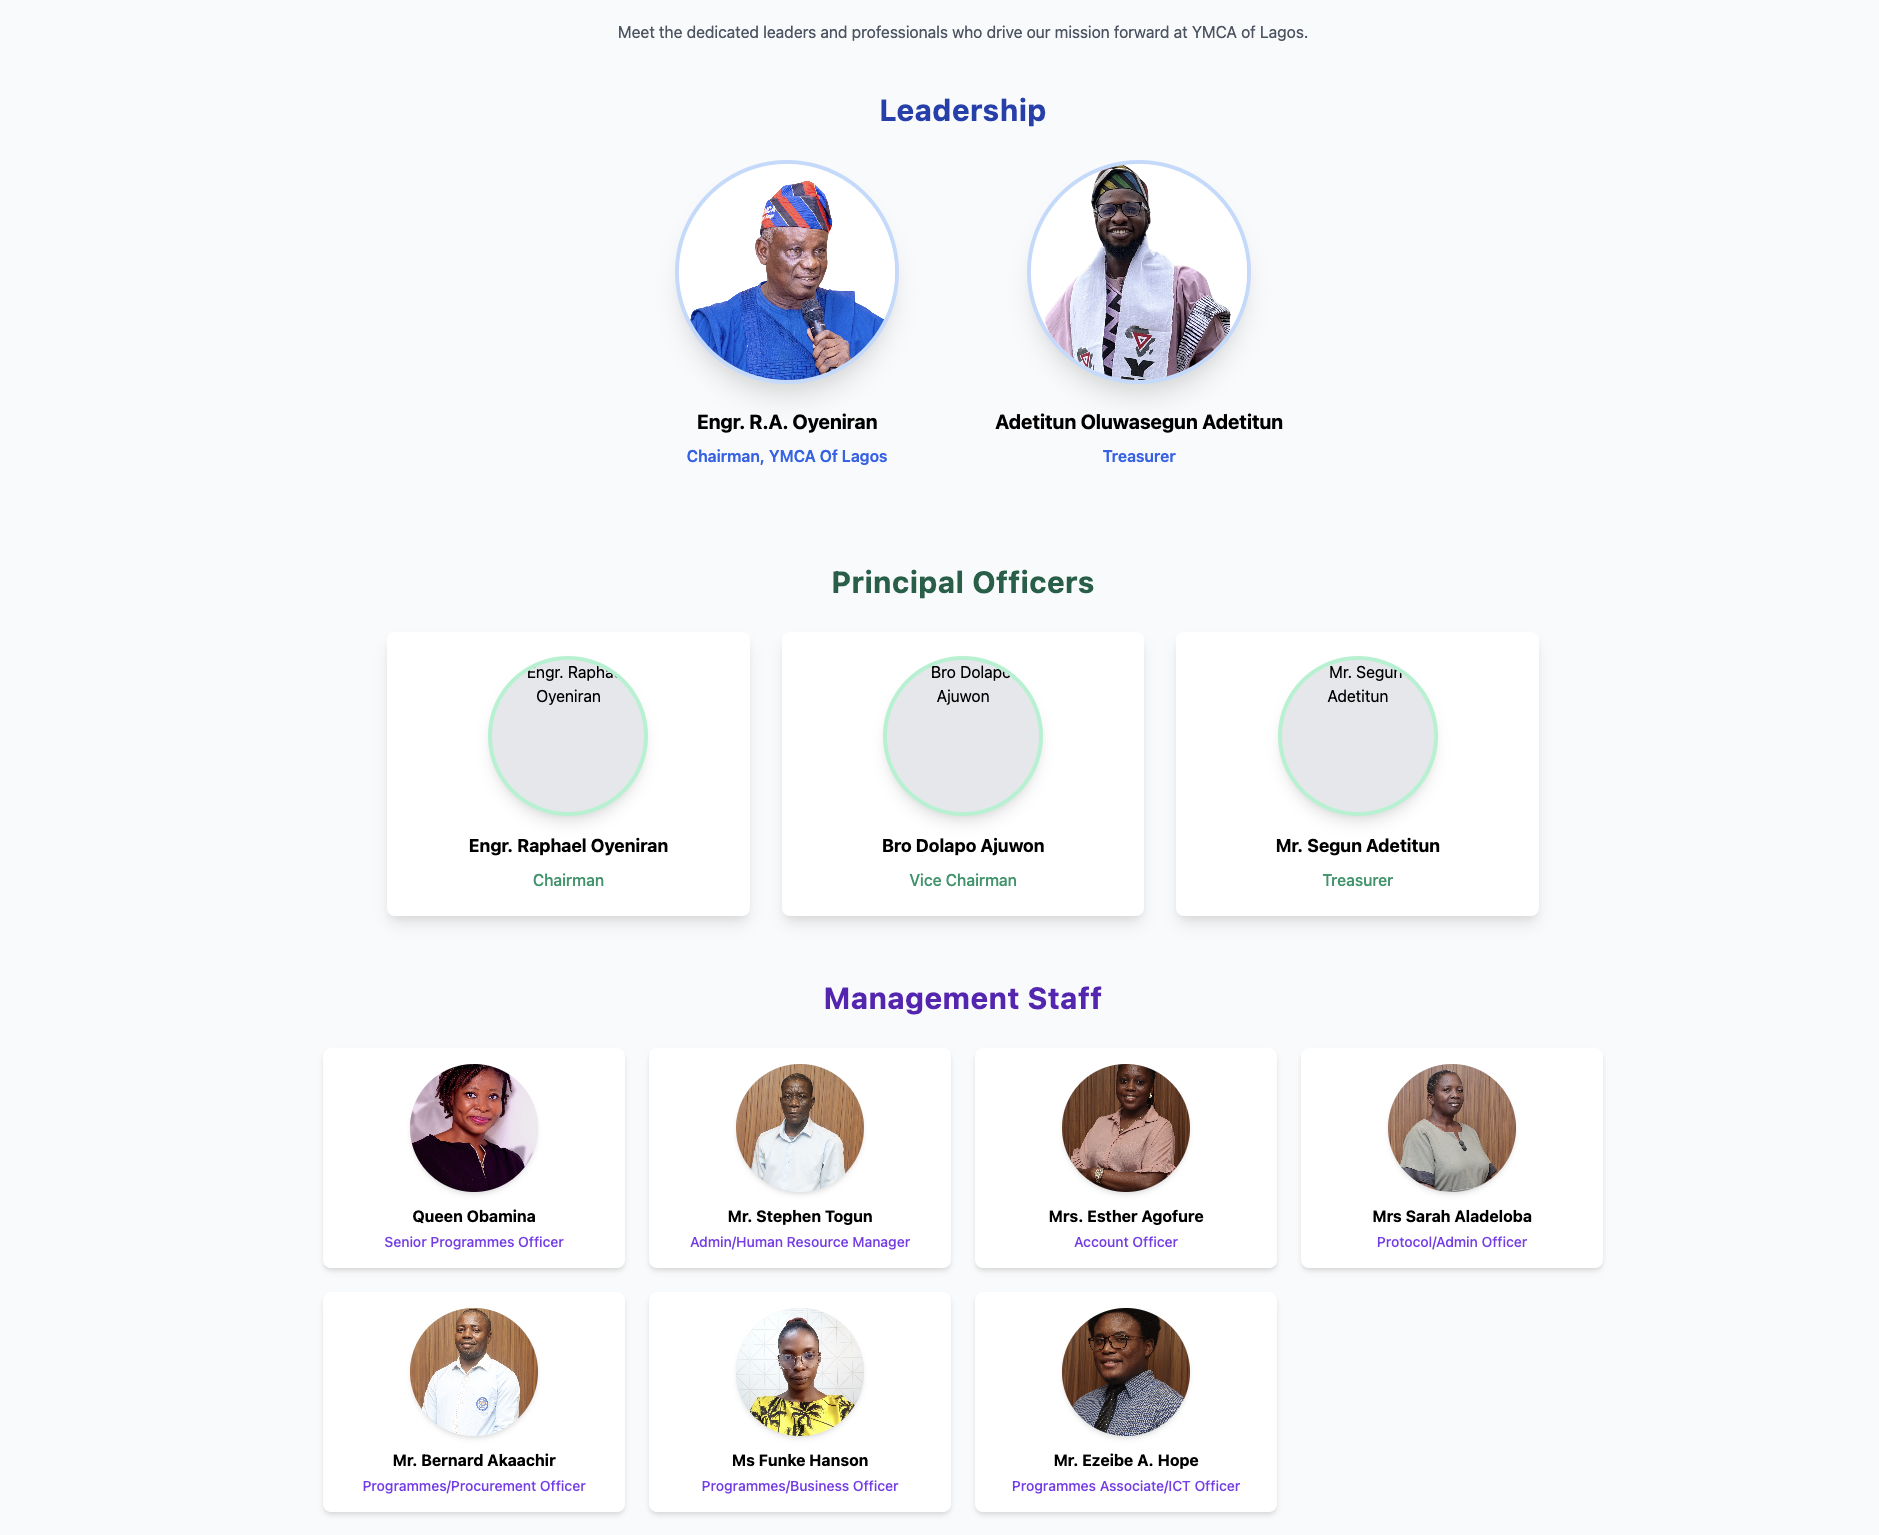 Meet the dedicated leaders and professionals who drive our mission forward at YMCA of Lagos.
Leadership
Engr. R.A. Oyeniran
Chairman, YMCA Of Lagos
Adetitun Oluwasegun Adetitun
Treasurer
Principal Officers
Engr. Rapha
Oyeniran
Engr. Raphael Oyeniran
Chairman
Bro Dolapo
Ajuwon
Bro Dolapo Ajuwon
Vice Chairman
Mr. Segun
Adetitun
Mr. Segun Adetitun
Treasurer
Management Staff
Queen Obamina
Senior Programmes Officer
Mr. Stephen Togun
Admin/Human Resource Manager
Mrs. Esther Agofure
Account Officer
Mrs Sarah Aladeloba
Protocol/Admin Officer
Mr. Bernard Akaachir
Programmes/Procurement Officer
Ms Funke Hanson
Programmes/Business Officer
Mr. Ezeibe A. Hope
Programmes Associate/ICT Officer